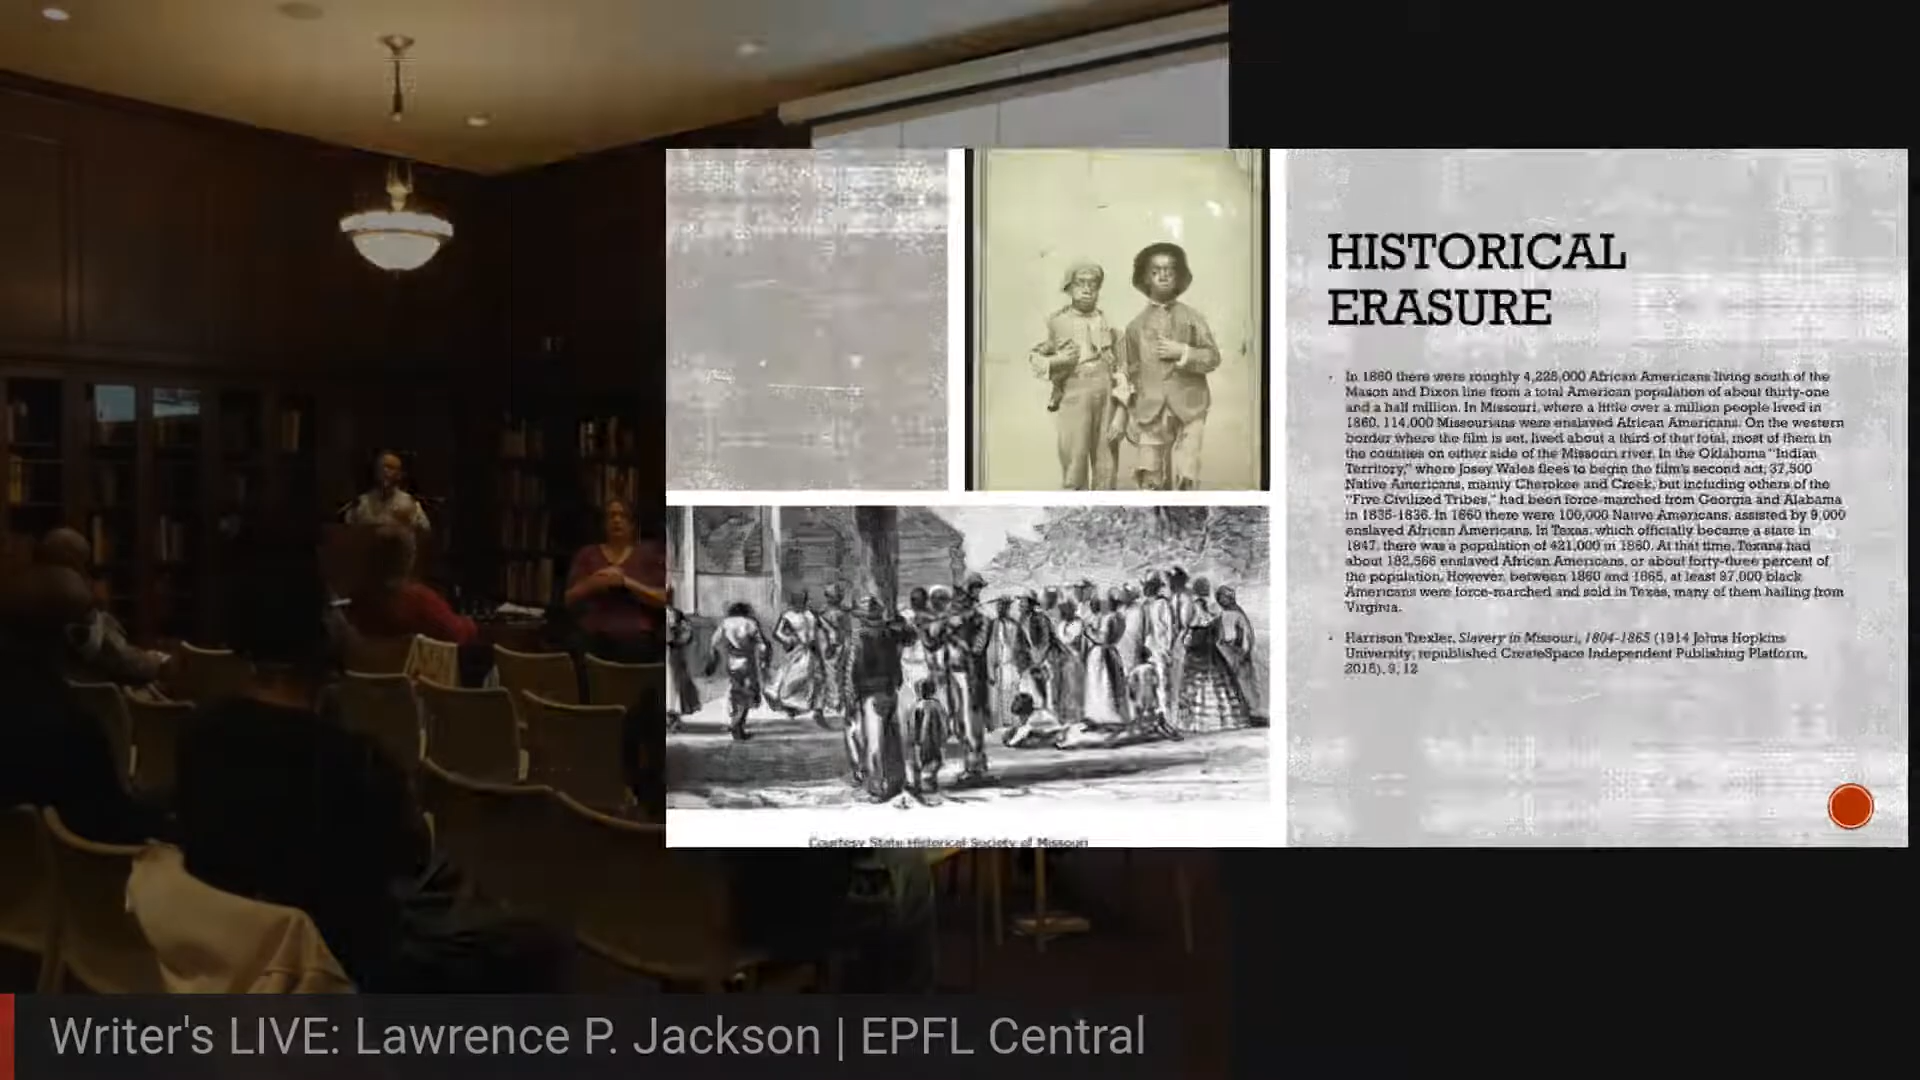 HISTORICAL
ERASURE
In 1860 there were roughly 4,225,000 African Americans living south of the
Mason and Dixon line from a total American population of about thirty-one
and a half million. In Missouri, where a little over a million people lived in
1860, 114,000 Missourians were enslaved African Americans. On the western
border where the film is set, lived about a third of that total, most of them in
the counties on either side of the Missouri river. In the Oklahoma "Indian
Territory," where Josey Wales flees to begin the film's second act, 37,500
Native Americans, mainly Cherokee and Creek, but including others of the
"Five Civilized Tribes," had been force-marched from Georgia and Alabama
in 1835-1836. In 1860 there were 100,000 Native Americans, assisted by 9,000
enslaved African Americans. In Texas, which officially became a state in
1847, there was a population of 421,000 in 1860. At that time, Texans had
about 182,566 enslaved African Americans, or about forty-three percent of
the population. However, between 1860 and 1865, at least 87,000 black
Americans were force-marched and sold in Texas, many of them hailing from
Virginia.
Harrison Trexler, Slavery in Missouri, 1804-1865 (1914 Johns Hopkins
University, republished CreateSpace Independent Publishing Platform,
2015), 9, 12
Courtesy State Historical Society of Missouri
Writer's LIVE: Lawrence P. Jackson | EPFL Central